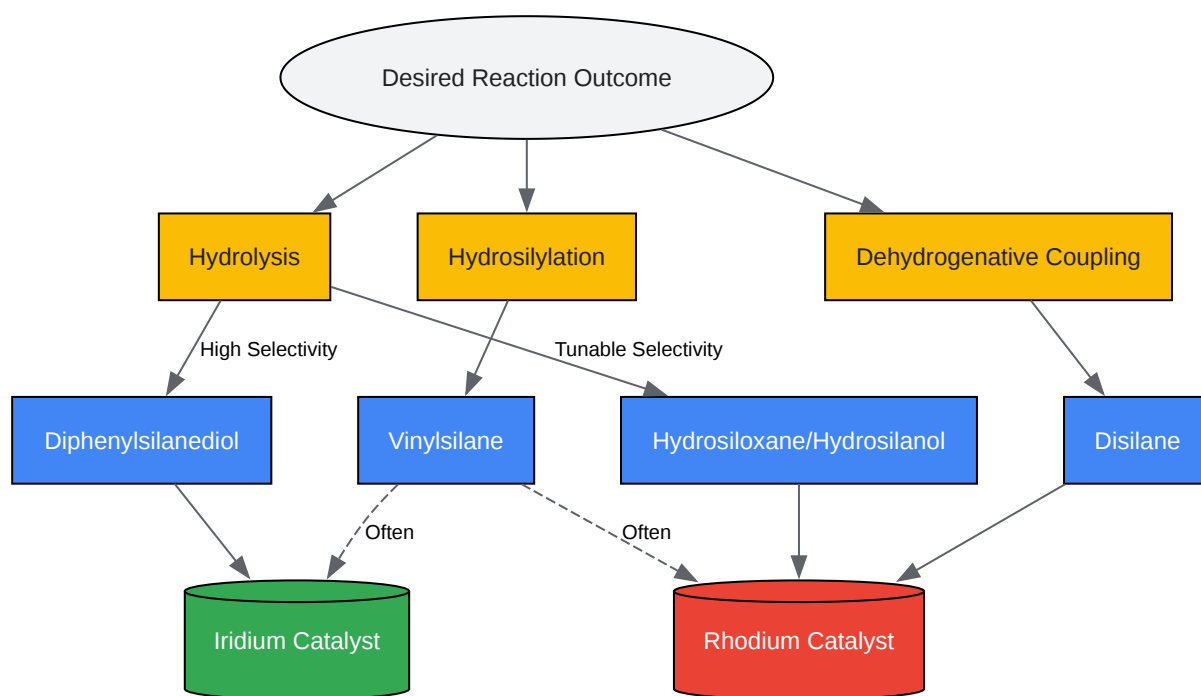 Desired Reaction Outcome
Hydrolysis
Hydrosilylation
Dehydrogenative Coupling
High Selectivity
Tunable Selectivity
Diphenylsilanediol
Vinylsilane
Hydrosiloxane/Hydrosilanol
Disilane
Often
Often
Iridium Catalyst
Rhodium Catalyst